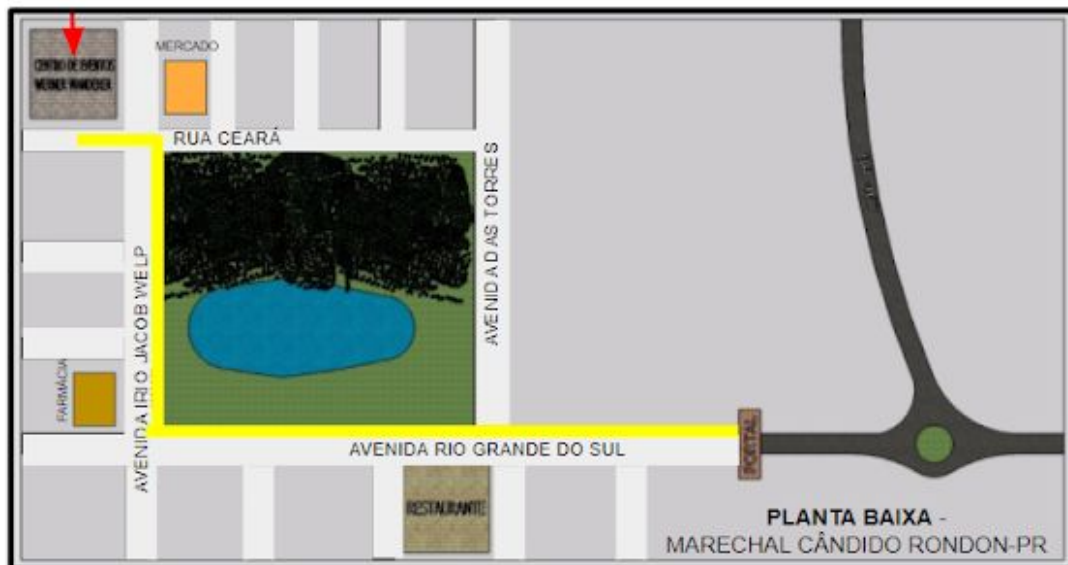 CENTRO DE EVENTOS
WERNER WANDERER
MERCADO
RUA CEARÁ
AVENIDA DAS TORRES
AVENIDA IRIO JACOB WELP
FARMÁCIA
AVENIDA RIO GRANDE DO SUL
PORTAL
RESTAURANTE
PLANTA BAIXA -
MARECHAL CÂNDIDO RONDON-PR